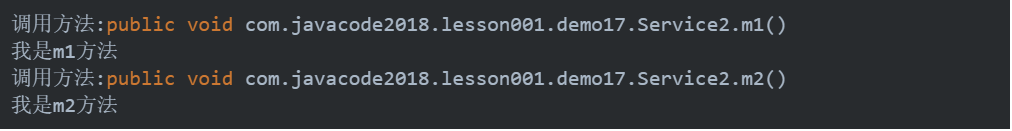 调用方法:public void com.javacode2018.lesson001.demo17.Service2.m1()
我是m1方法
调用方法:public void com.javacode2018.lesson001.demo17.Service2.m2()
我是m2方法